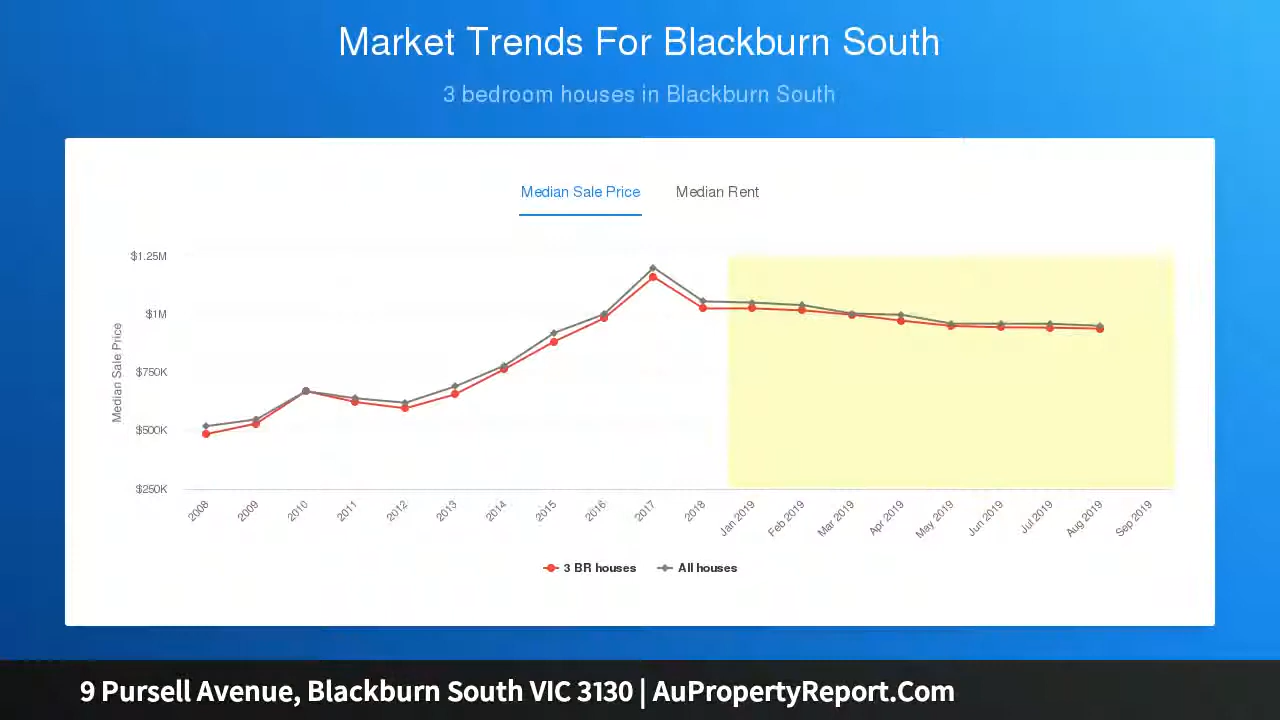 Market Trends For Blackburn South
3 bedroom houses in Blackburn South
Median Sale Price Median Rent
Median Sale Price
$1.25M
$1M
$750K
$500K
$250K
2008 2009 2010 2011 2012 2013 2014 2015 2016 2017 2018 Jan 2019 Feb 2019 Mar 2019 Apr 2019 May 2019 Jun 2019 Jul 2019 Aug 2019 Sep 2019
3 BR houses All houses
9 Pursell Avenue, Blackburn South VIC 3130 | AuPropertyReport.Com